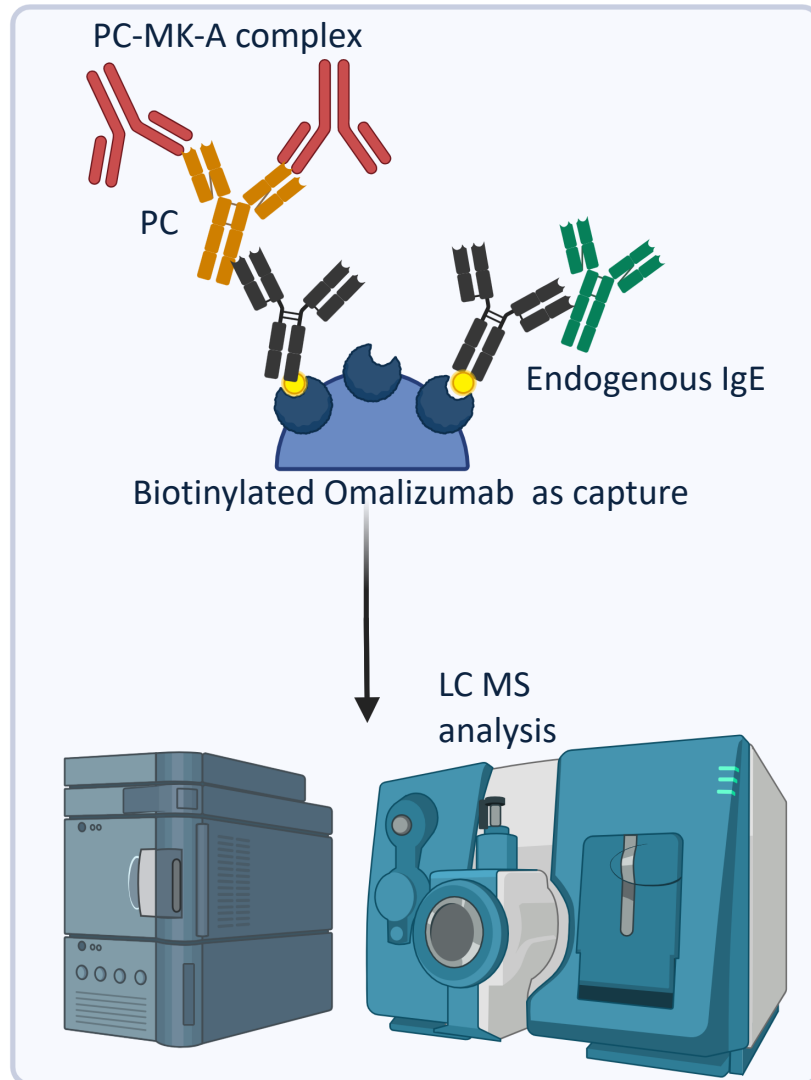 PC-MK-A complex
PC
Endogenous IgE
Biotinylated Omalizumab as capture
LC MS
analysis